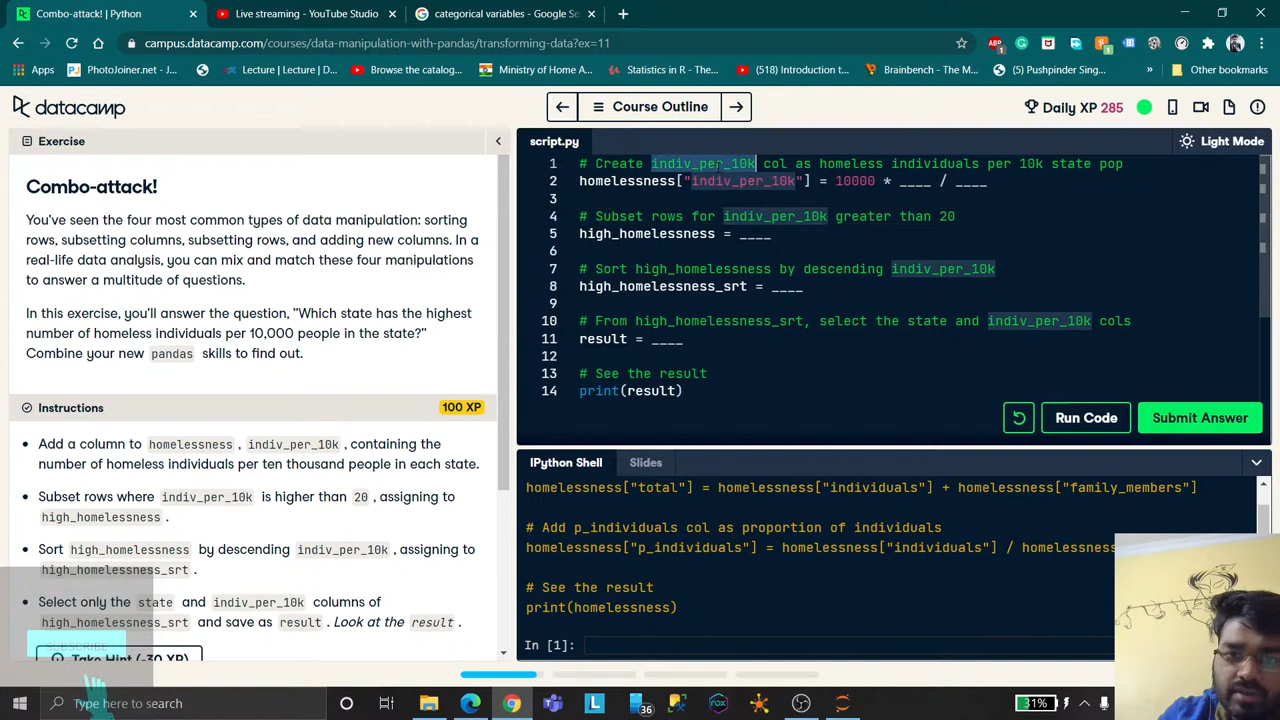 Combo-attack! | Python
Live streaming - YouTube Studio
categorical variables - Google Se
campus.datacamp.com/courses/data-manipulation-with-pandas/transforming-data?ex=11
Apps
PhotoJoiner.net - J...
Lecture | Lecture | D...
Browse the catalog...
Ministry of Home A...
Statistics in R - The...
(518) Introduction t...
Brainbench - The M...
(5) Pushpinder Sing...
»
Other bookmarks
datacamp
Course Outline
Daily XP 285
Exercise
script.py
Light Mode
Combo-attack!
You've seen the four most common types of data manipulation: sorting
rows, subsetting columns, subsetting rows, and adding new columns. In a
real-life data analysis, you can mix and match these four manipulations
to answer a multitude of questions.
In this exercise, you'll answer the question, "Which state has the highest
number of homeless individuals per 10,000 people in the state?"
Combine your new pandas skills to find out.
Instructions
100 XP
Add a column to homelessness , indiv_per_10k , containing the
number of homeless individuals per ten thousand people in each state.
Subset rows where indiv_per_10k is higher than 20 , assigning to
high_homelessness .
Sort high_homelessness by descending indiv_per_10k , assigning to
high_homelessness_srt .
Select only the state and indiv_per_10k columns of
high_homelessness_srt and save as result . Look at the result .
SUBSCRIBE
Take Hint (-30 XP)
1 # Create indiv_per_10k col as homeless individuals per 10k state pop
2 homelessness["indiv_per_10k"] = 10000 * ____ / ____
3
4 # Subset rows for indiv_per_10k greater than 20
5 high_homelessness = ____
6
7 # Sort high_homelessness by descending indiv_per_10k
8 high_homelessness_srt = ____
9
10 # From high_homelessness_srt, select the state and indiv_per_10k cols
11 result = ____
12
13 # See the result
14 print(result)
Run Code
Submit Answer
IPython Shell
Slides
homelessness["total"] = homelessness["individuals"] + homelessness["family_members"]
# Add p_individuals col as proportion of individuals
homelessness["p_individuals"] = homelessness["individuals"] / homelessness
# See the result
print(homelessness)
In [1]:
Type here to search
36
31%